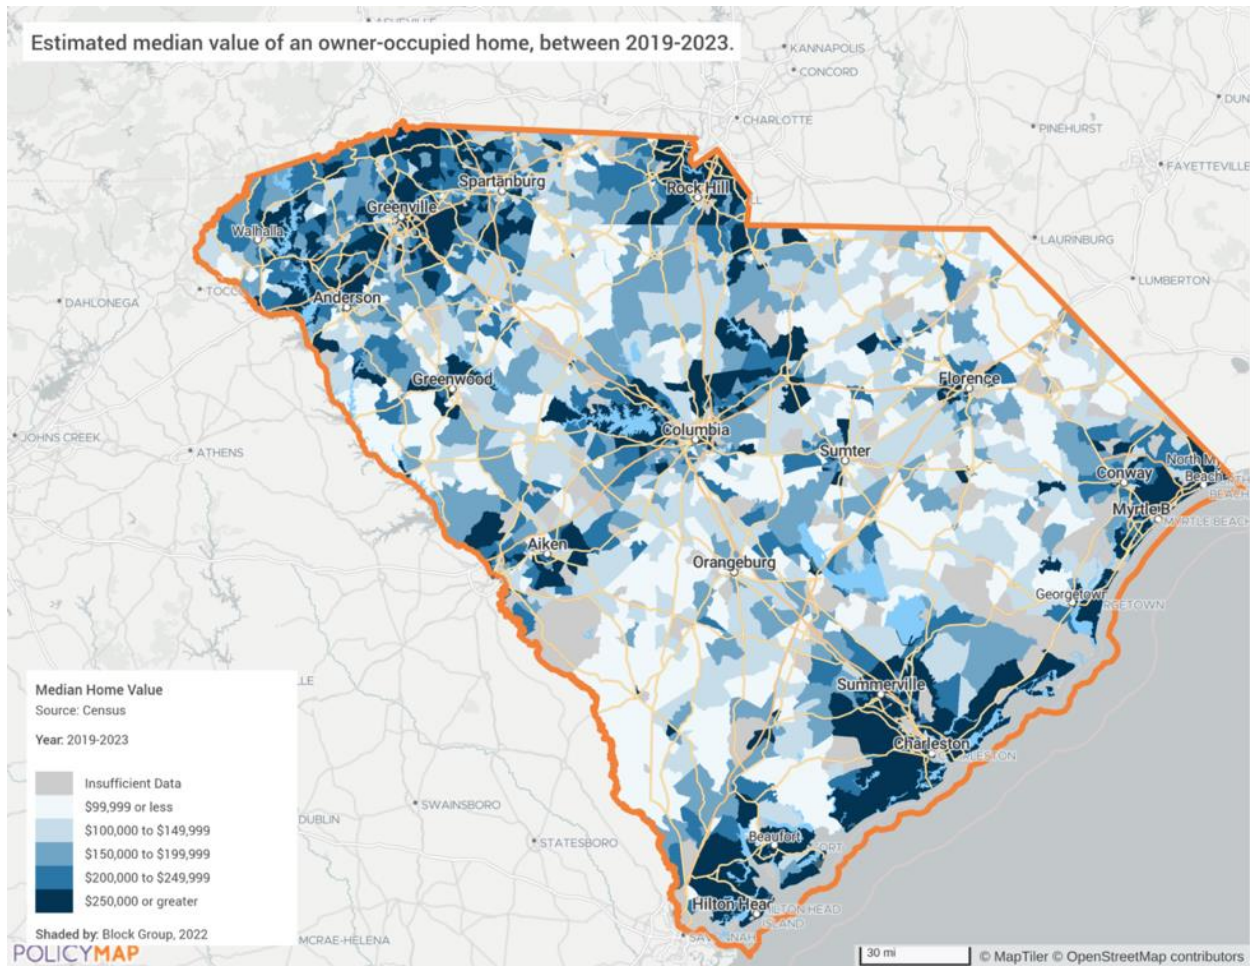 Estimated median value of an owner-occupied home, between 2019-2023.
KANNAPOLIS
CONCORD
CHARLOTTE
PINEHURST
FAYETTEVILLE
Spartanburg
Rock Hill
Greenville
Walhalla
LAURINBURG
LUMBERTON
DAHLONEGA
Anderson
Greenwood
Florence
JOHNS CREEK
ATHENS
Columbia
Sumter
Conway
Beach
BEACH
MYRTLE BEACH
Aiken
Orangeburg
Summerville
Charleston
SWAINSBORO
STATESBORO
Beaufort
HILTON HEAD
ISLAND
MCRAE-HELENA
Median Home Value
Source: Census
Year: 2019-2023
Insufficient Data
$99,999 or less
$100,000 to $149,999
$150,000 to $199,999
$200,000 to $249,999
$250,000 or greater
Shaded by: Block Group, 2022
POLICYMAP
30 mi
© MapTiler © OpenStreetMap contributors